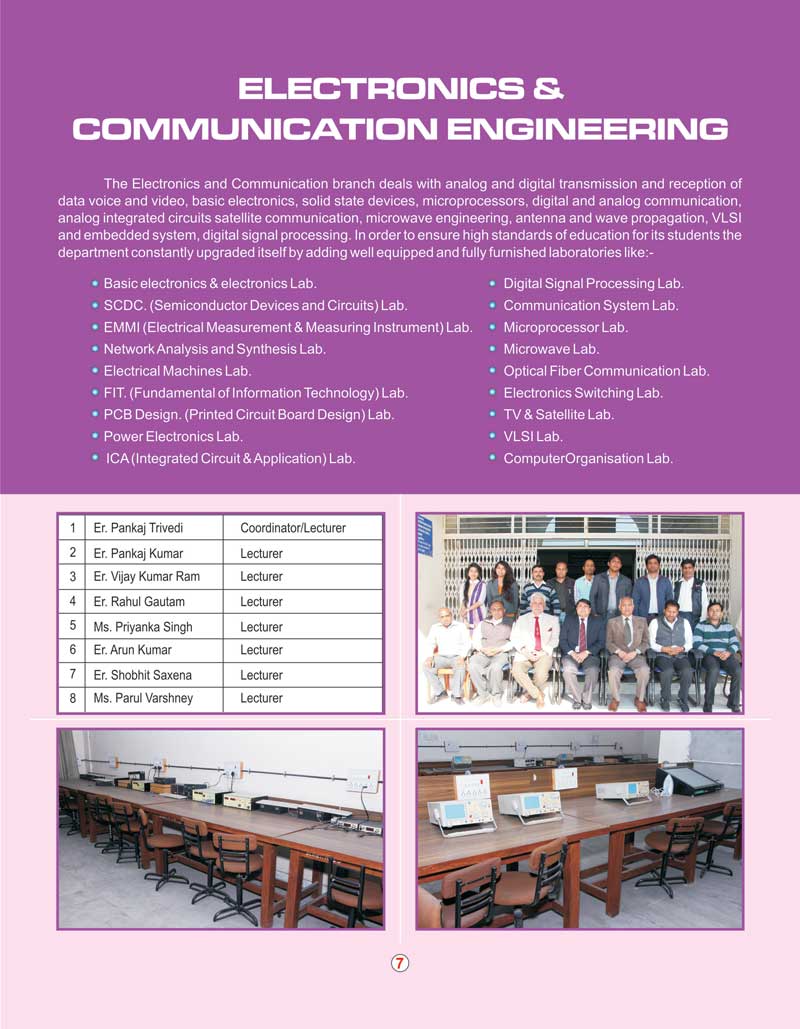 ELECTRONICS &
COMMUNICATION ENGINEERING
The Electronics and Communication branch deals with analog and digital transmission and reception of
data voice and video, basic electronics, solid state devices, microprocessors, digital and analog communication,
analog integrated circuits satellite communication, microwave engineering, antenna and wave propagation, VLSI
and embedded system, digital signal processing. In order to ensure high standards of education for its students the
department constantly upgraded itself by adding well equipped and fully furnished laboratories like:-
• Basic electronics & electronics Lab.
• SCDC. (Semiconductor Devices and Circuits) Lab.
• EMMI (Electrical Measurement & Measuring Instrument) Lab.
• Network Analysis and Synthesis Lab.
• Electrical Machines Lab.
• FIT. (Fundamental of Information Technology) Lab.
• PCB Design. (Printed Circuit Board Design) Lab.
• Power Electronics Lab.
• ICA (Integrated Circuit & Application) Lab.
• Digital Signal Processing Lab.
• Communication System Lab.
• Microprocessor Lab.
• Microwave Lab.
• Optical Fiber Communication Lab.
• Electronics Switching Lab.
• TV & Satellite Lab.
• VLSI Lab.
• ComputerOrganisation Lab.
1 Er. Pankaj Trivedi Coordinator/Lecturer
2 Er. Pankaj Kumar Lecturer
3 Er. Vijay Kumar Ram Lecturer
4 Er. Rahul Gautam Lecturer
5 Ms. Priyanka Singh Lecturer
6 Er. Arun Kumar Lecturer
7 Er. Shobhit Saxena Lecturer
8 Ms. Parul Varshney Lecturer
7